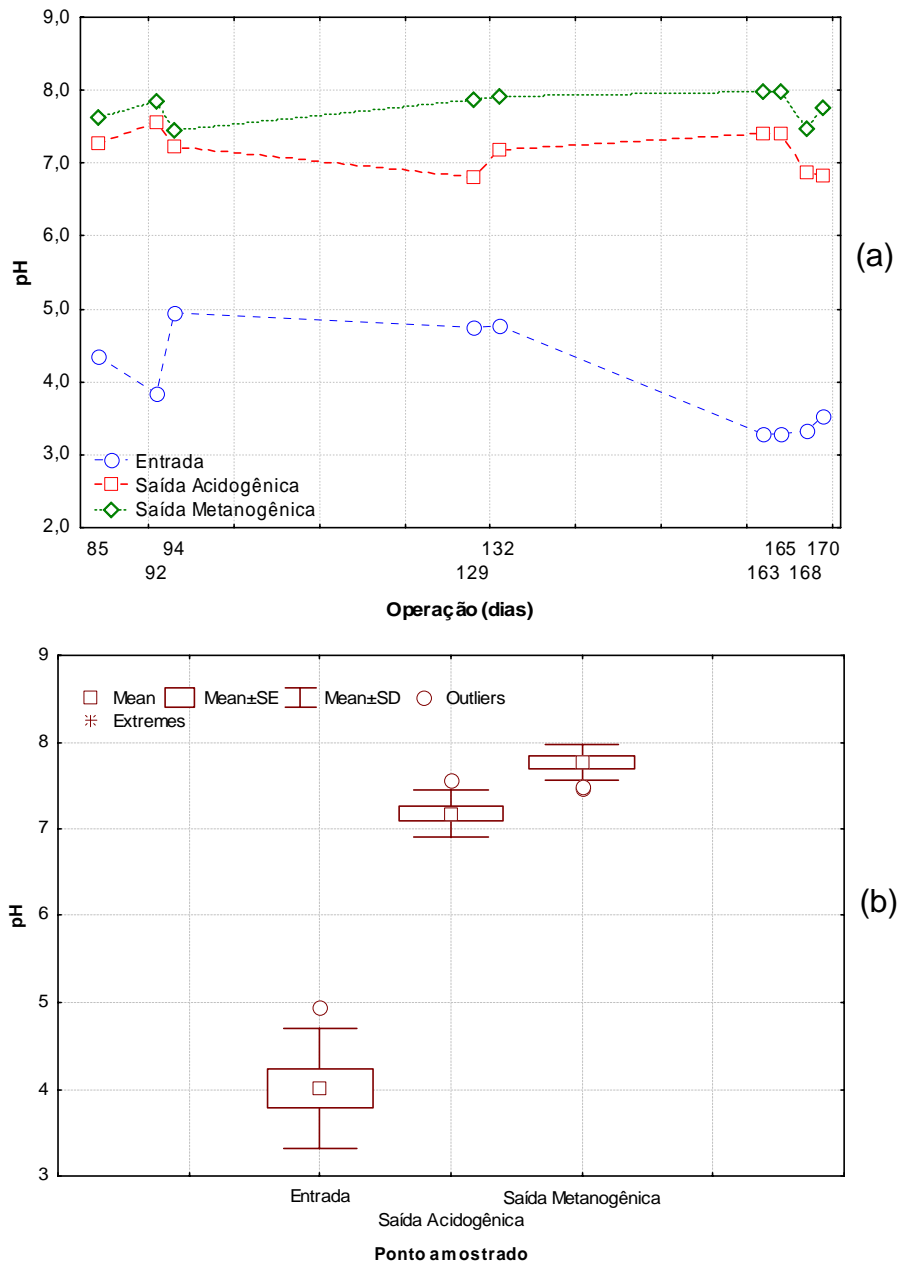 9,0
8,0
7,0
6,0
5,0
4,0
3,0
2,0
pH
Entrada
Saída Acidogênica
Saída Metanogênica
85 94 132 165 170
92 129 163 168
Operação (dias)
(a)
9
8
7
6
5
4
3
pH
Mean Mean±SE Mean±SD Outliers
Extremes
Entrada Saída Metanogênica
Saída Acidogênica
Ponto amostrado
(b)